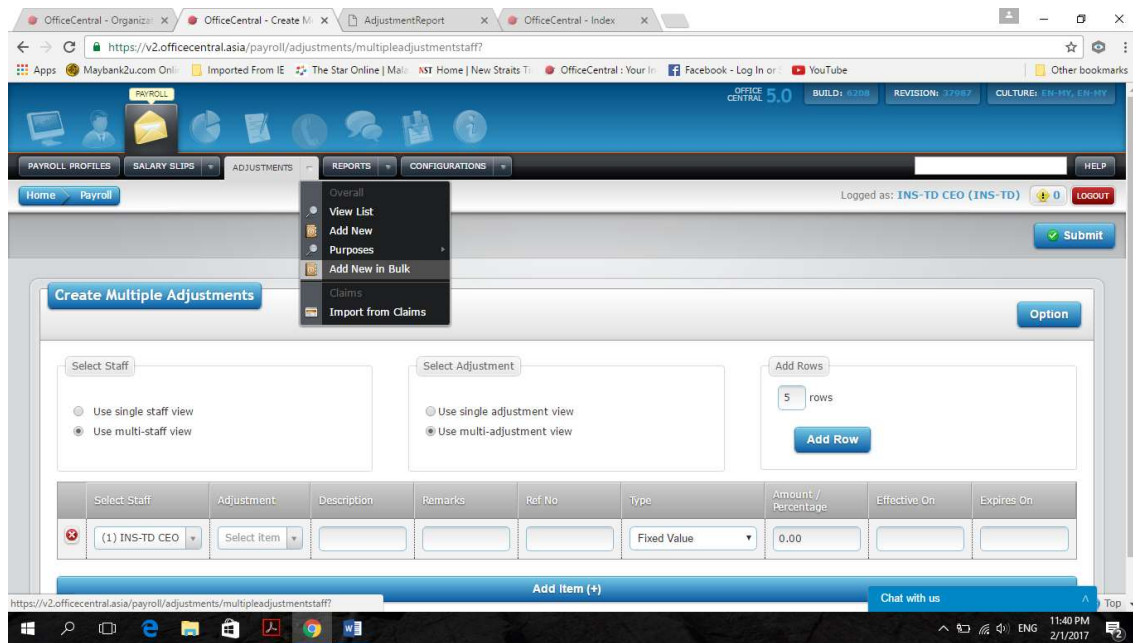 OfficeCentral - Organizat
OfficeCentral - Create M
AdjustmentReport
OfficeCentral - Index
https://v2.officecentral.asia/payroll/adjustments/multipleadjustmentstaff?
Apps
Maybank2u.com Onli
Imported From IE
The Star Online | Mala
NST Home | New Straits T
OfficeCentral : Your In
Facebook - Log In or
YouTube
Other bookmarks
PAYROLL
OFFICE CENTRAL 5.0
BUILD: 6208
REVISION: 37987
CULTURE: EN-MY, EN-MY
PAYROLL PROFILES
SALARY SLIPS
ADJUSTMENTS
REPORTS
CONFIGURATIONS
HELP
Home
Payroll
Logged as: INS-TD CEO (INS-TD)
0
LOGOUT
Overall
View List
Add New
Purposes
Add New in Bulk
Claims
Import from Claims
Submit
Create Multiple Adjustments
Option
Select Staff
Use single staff view
Use multi-staff view
Select Adjustment
Use single adjustment view
Use multi-adjustment view
Add Rows
5 rows
Add Row
Select Staff
Adjustment
Description
Remarks
Ref No
Type
Amount /
Percentage
Effective On
Expires On
(1) INS-TD CEO
Select item
Fixed Value
0.00
Add Item (+)
https://v2.officecentral.asia/payroll/adjustments/multipleadjustmentstaff?
Chat with us
Top
ENG
11:40 PM
2/1/2017